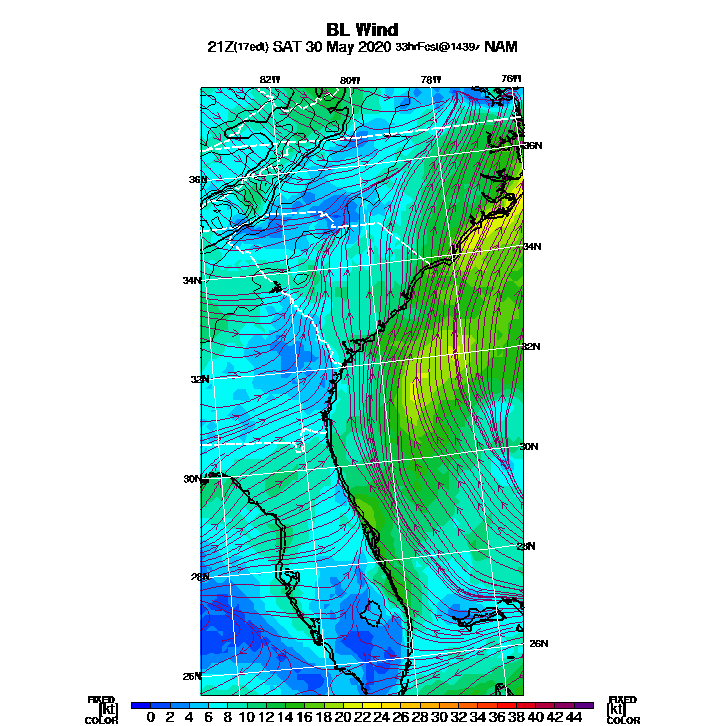 BL Wind
21Z(17edt) SAT 30 May 2020 33hrFcst@1439z NAM
82W 80W 78W 76W
36N
36N
34N
34N
32N
32N
30N
30N
28N
28N
26N
26N
FIXED
[kt]
COLOR
0 2 4 6 8 10 12 14 16 18 20 22 24 26 28 30 32 34 36 38 40 42 44
FIXED
[kt]
COLOR